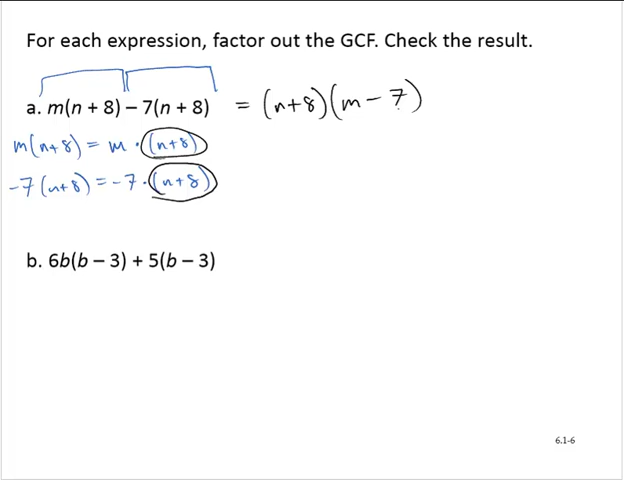 For each expression, factor out the GCF. Check the result.
a. m(n + 8) – 7(n + 8) = (n+8)(m – 7)
m(n+8) = m · (n+8)
-7(n+8) = -7 · (n+8)
b. 6b(b – 3) + 5(b – 3)
6.1-6